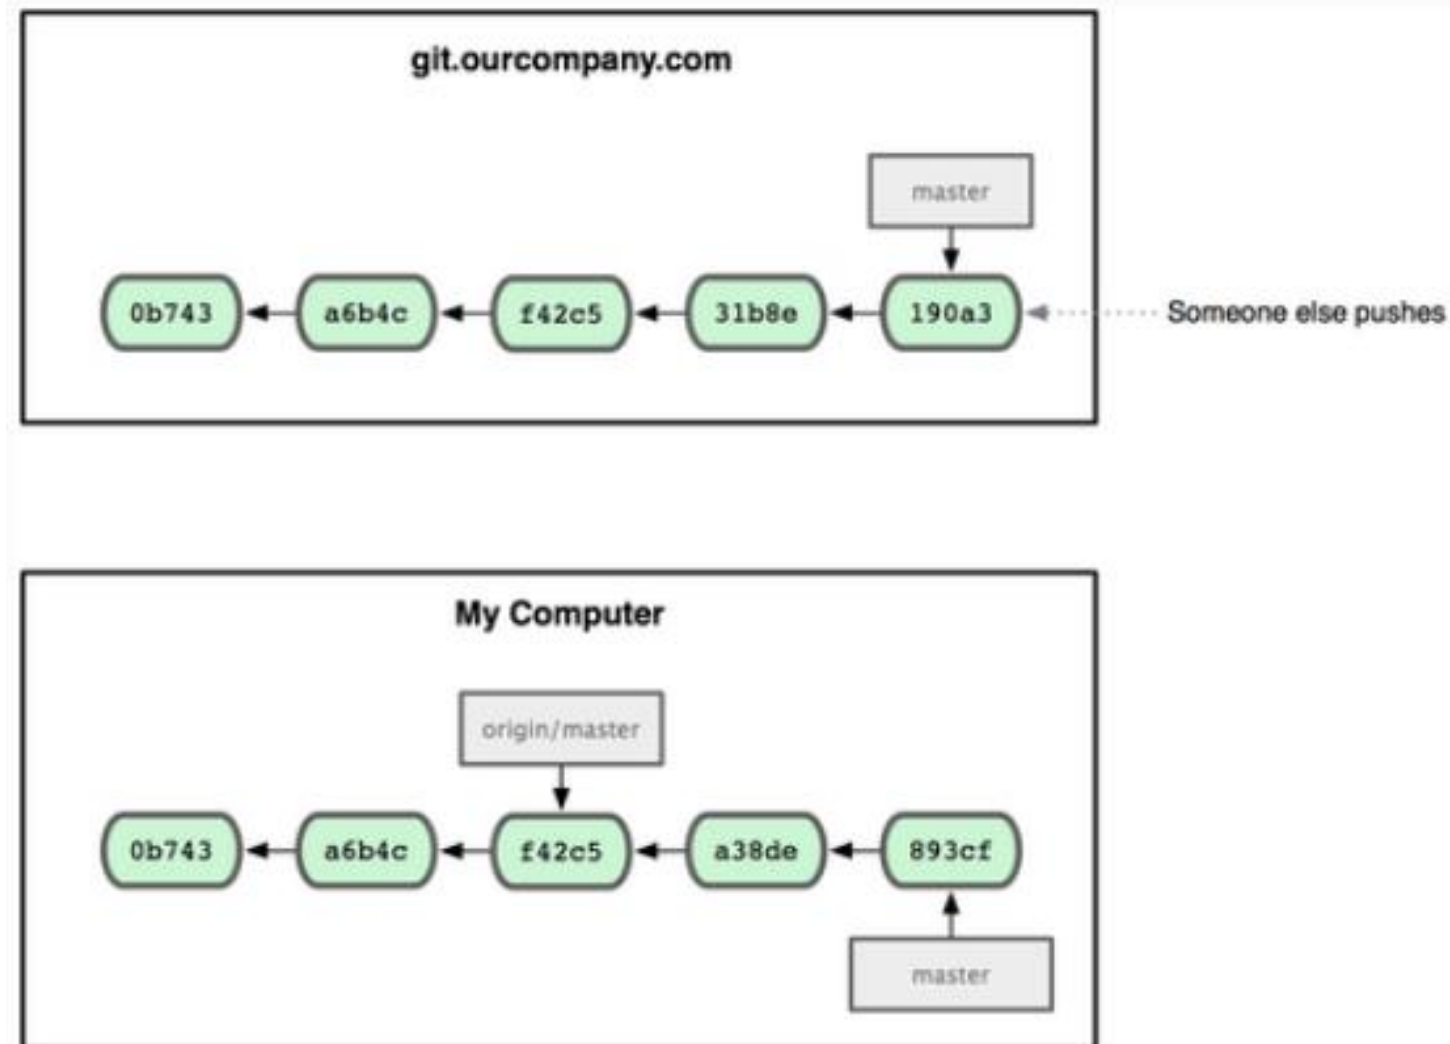 git.ourcompany.com
master
0b743 a6b4c f42c5 31b8e 190a3 Someone else pushes
My Computer
origin/master
0b743 a6b4c f42c5 a38de 893cf
master